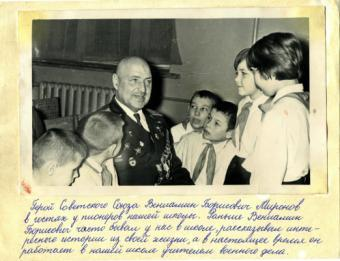 Герой Советского Союза Вениамин Борисович Миронов
в гостях у пионеров нашей школы. Раньше Вениамин
Борисович часто бывал у нас в школе, рассказывал инте-
ресного истории из своей жизни, а в настоящее время он
работает в нашей школе учителем военного дела.